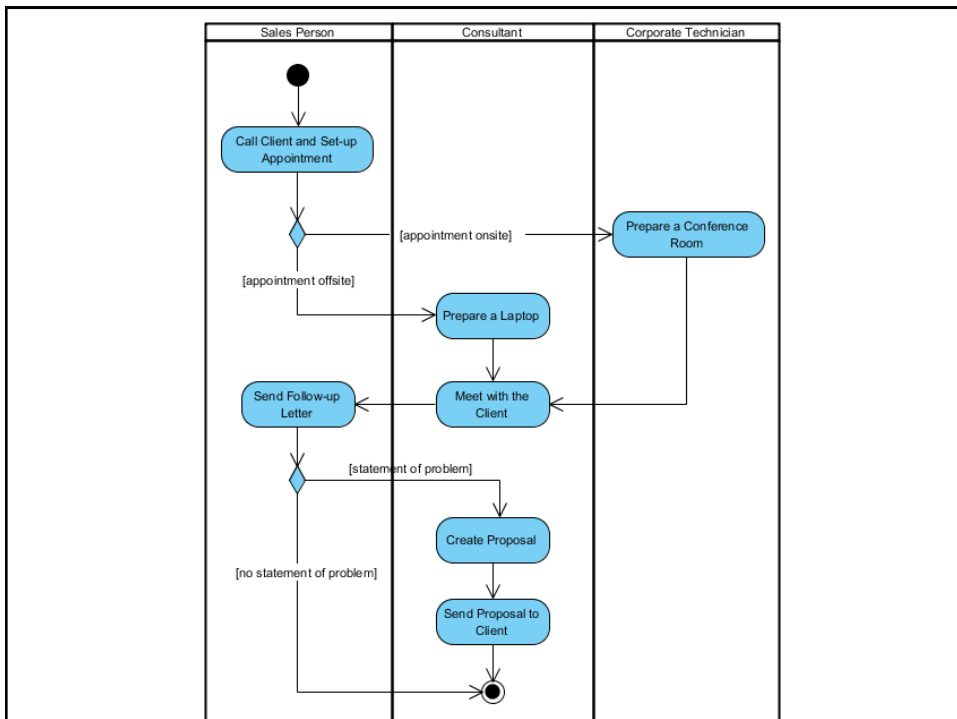 Sales Person
Consultant
Corporate Technician
Call Client and Set-up
Appointment
[appointment onsite]
Prepare a Conference
Room
[appointment offsite]
Prepare a Laptop
Send Follow-up
Letter
Meet with the
Client
[statement of problem]
Create Proposal
[no statement of problem]
Send Proposal to
Client